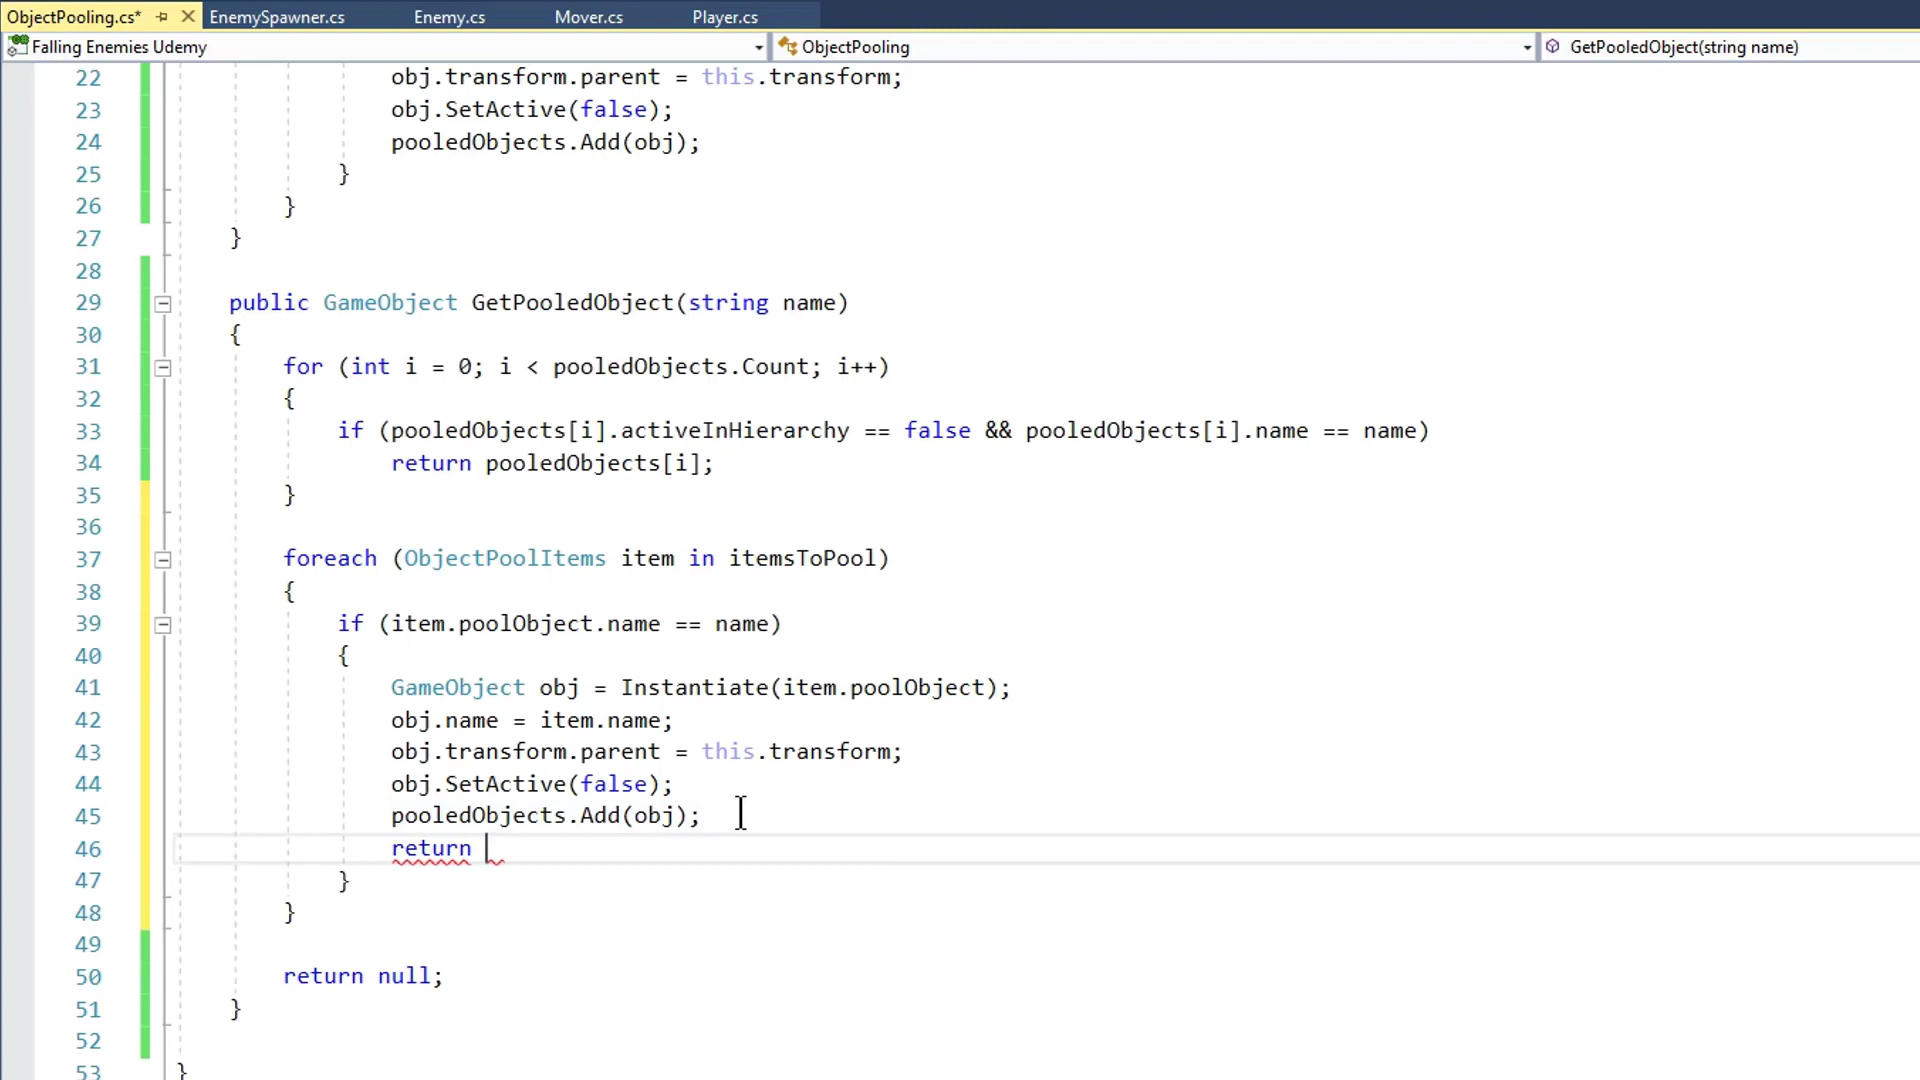 ObjectPooling.cs* EnemySpawner.cs Enemy.cs Mover.cs Player.cs
Falling Enemies Udemy ObjectPooling GetPooledObject(string name)
22 obj.transform.parent = this.transform;
23 obj.SetActive(false);
24 pooledObjects.Add(obj);
25 }
26 }
27 }
28
29 public GameObject GetPooledObject(string name)
30 {
31 for (int i = 0; i < pooledObjects.Count; i++)
32 {
33 if (pooledObjects[i].activeInHierarchy == false && pooledObjects[i].name == name)
34 return pooledObjects[i];
35 }
36
37 foreach (ObjectPoolItems item in itemsToPool)
38 {
39 if (item.poolObject.name == name)
40 {
41 GameObject obj = Instantiate(item.poolObject);
42 obj.name = item.name;
43 obj.transform.parent = this.transform;
44 obj.SetActive(false);
45 pooledObjects.Add(obj);
46 return
47 }
48 }
49
50 return null;
51 }
52
53 }